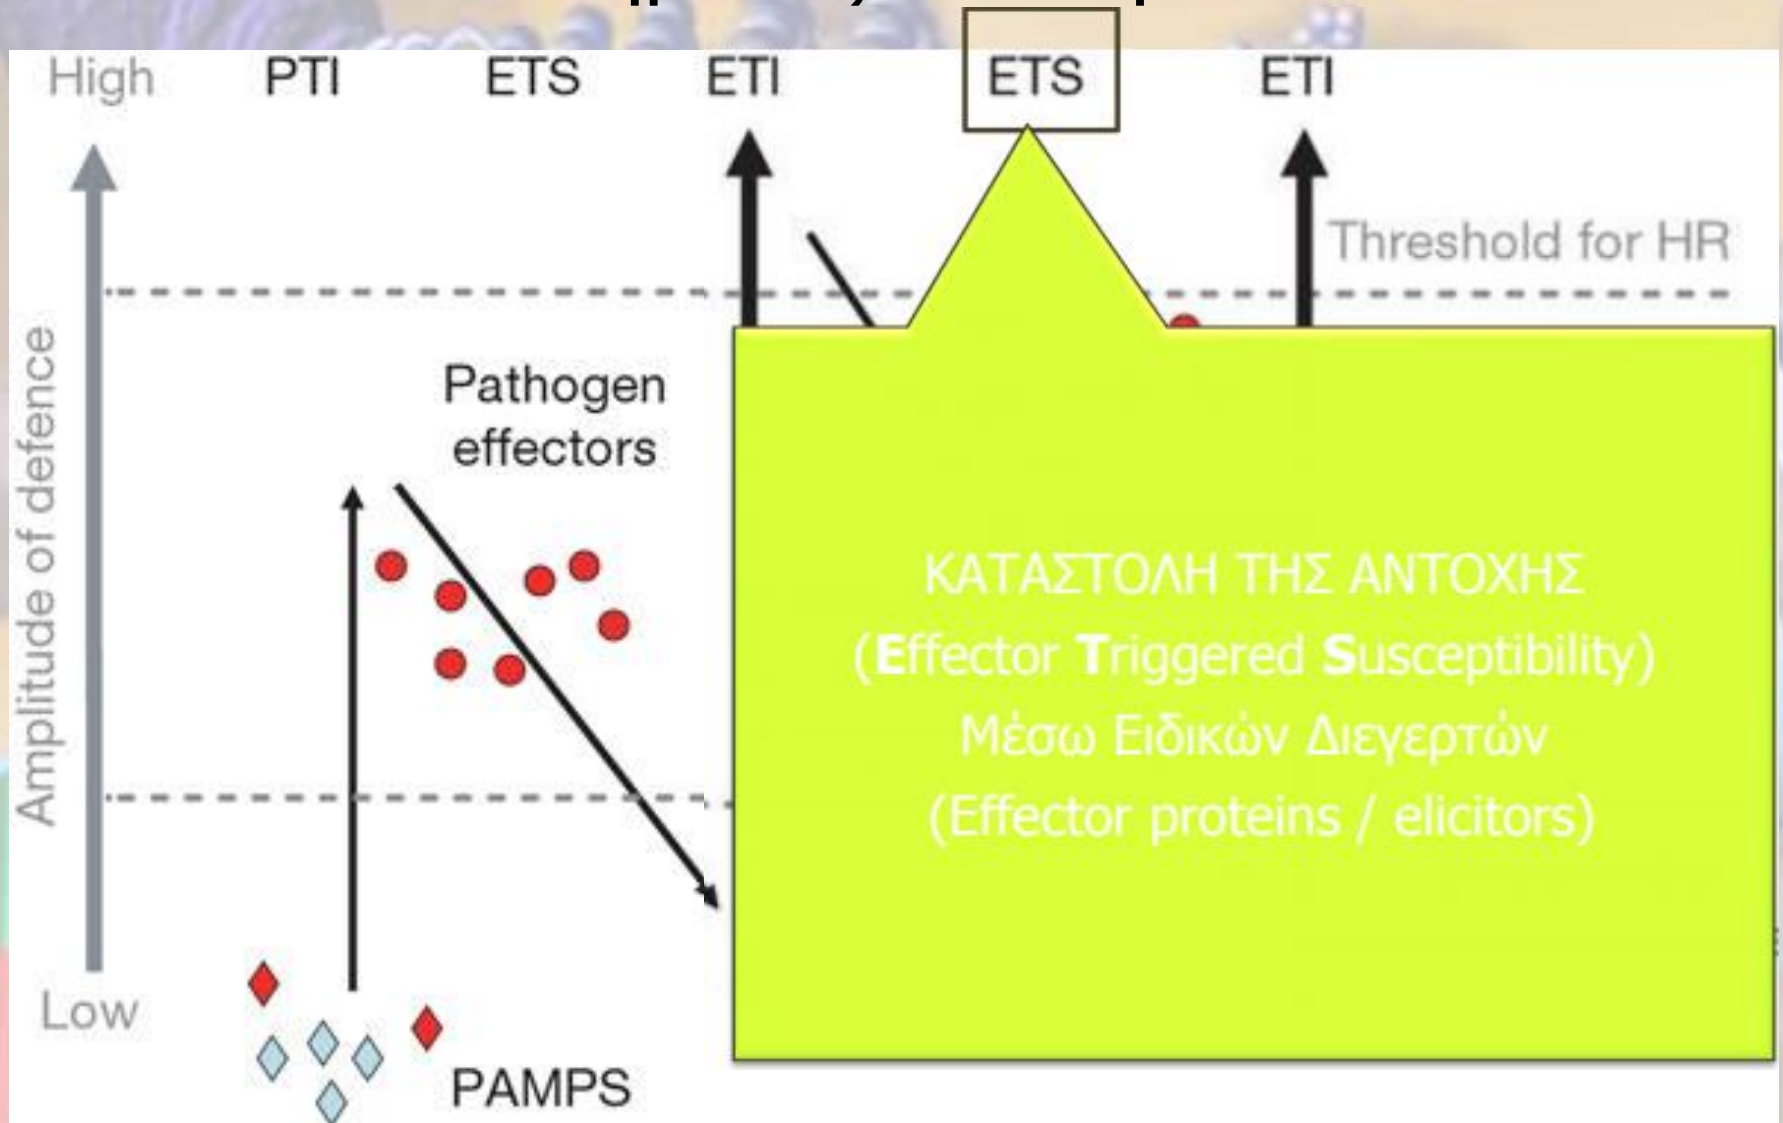 High PTI ETS ETI ETS ETI
Threshold for HR
Amplitude of defence
Pathogen
effectors
ΚΑΤΑΣΤΟΛΗ ΤΗΣ ΑΝΤΟΧΗΣ
(Effector Triggered Susceptibility)
Μέσω Ειδικών Διεγερτών
(Effector proteins / elicitors)
Low
PAMPS